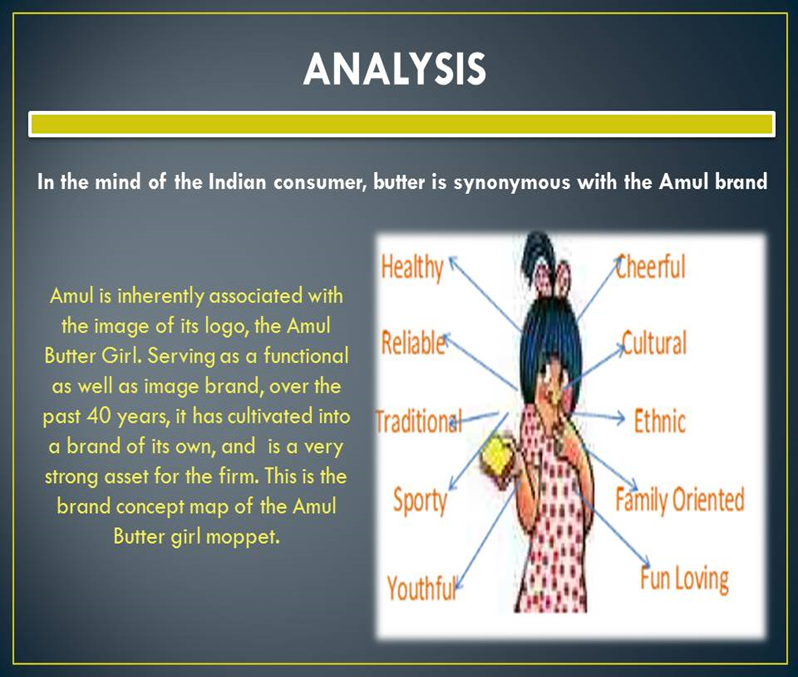 ANALYSIS
In the mind of the Indian consumer, butter is synonymous with the Amul brand
Amul is inherently associated with
the image of its logo, the Amul
Butter Girl. Serving as a functional
as well as image brand, over the
past 40 years, it has cultivated into
a brand of its own, and  is a very
strong asset for the firm. This is the
brand concept map of the Amul
Butter girl moppet.
Healthy
Reliable
Traditional
Sporty
Youthful
Cheerful
Cultural
Ethnic
Family Oriented
Fun Loving